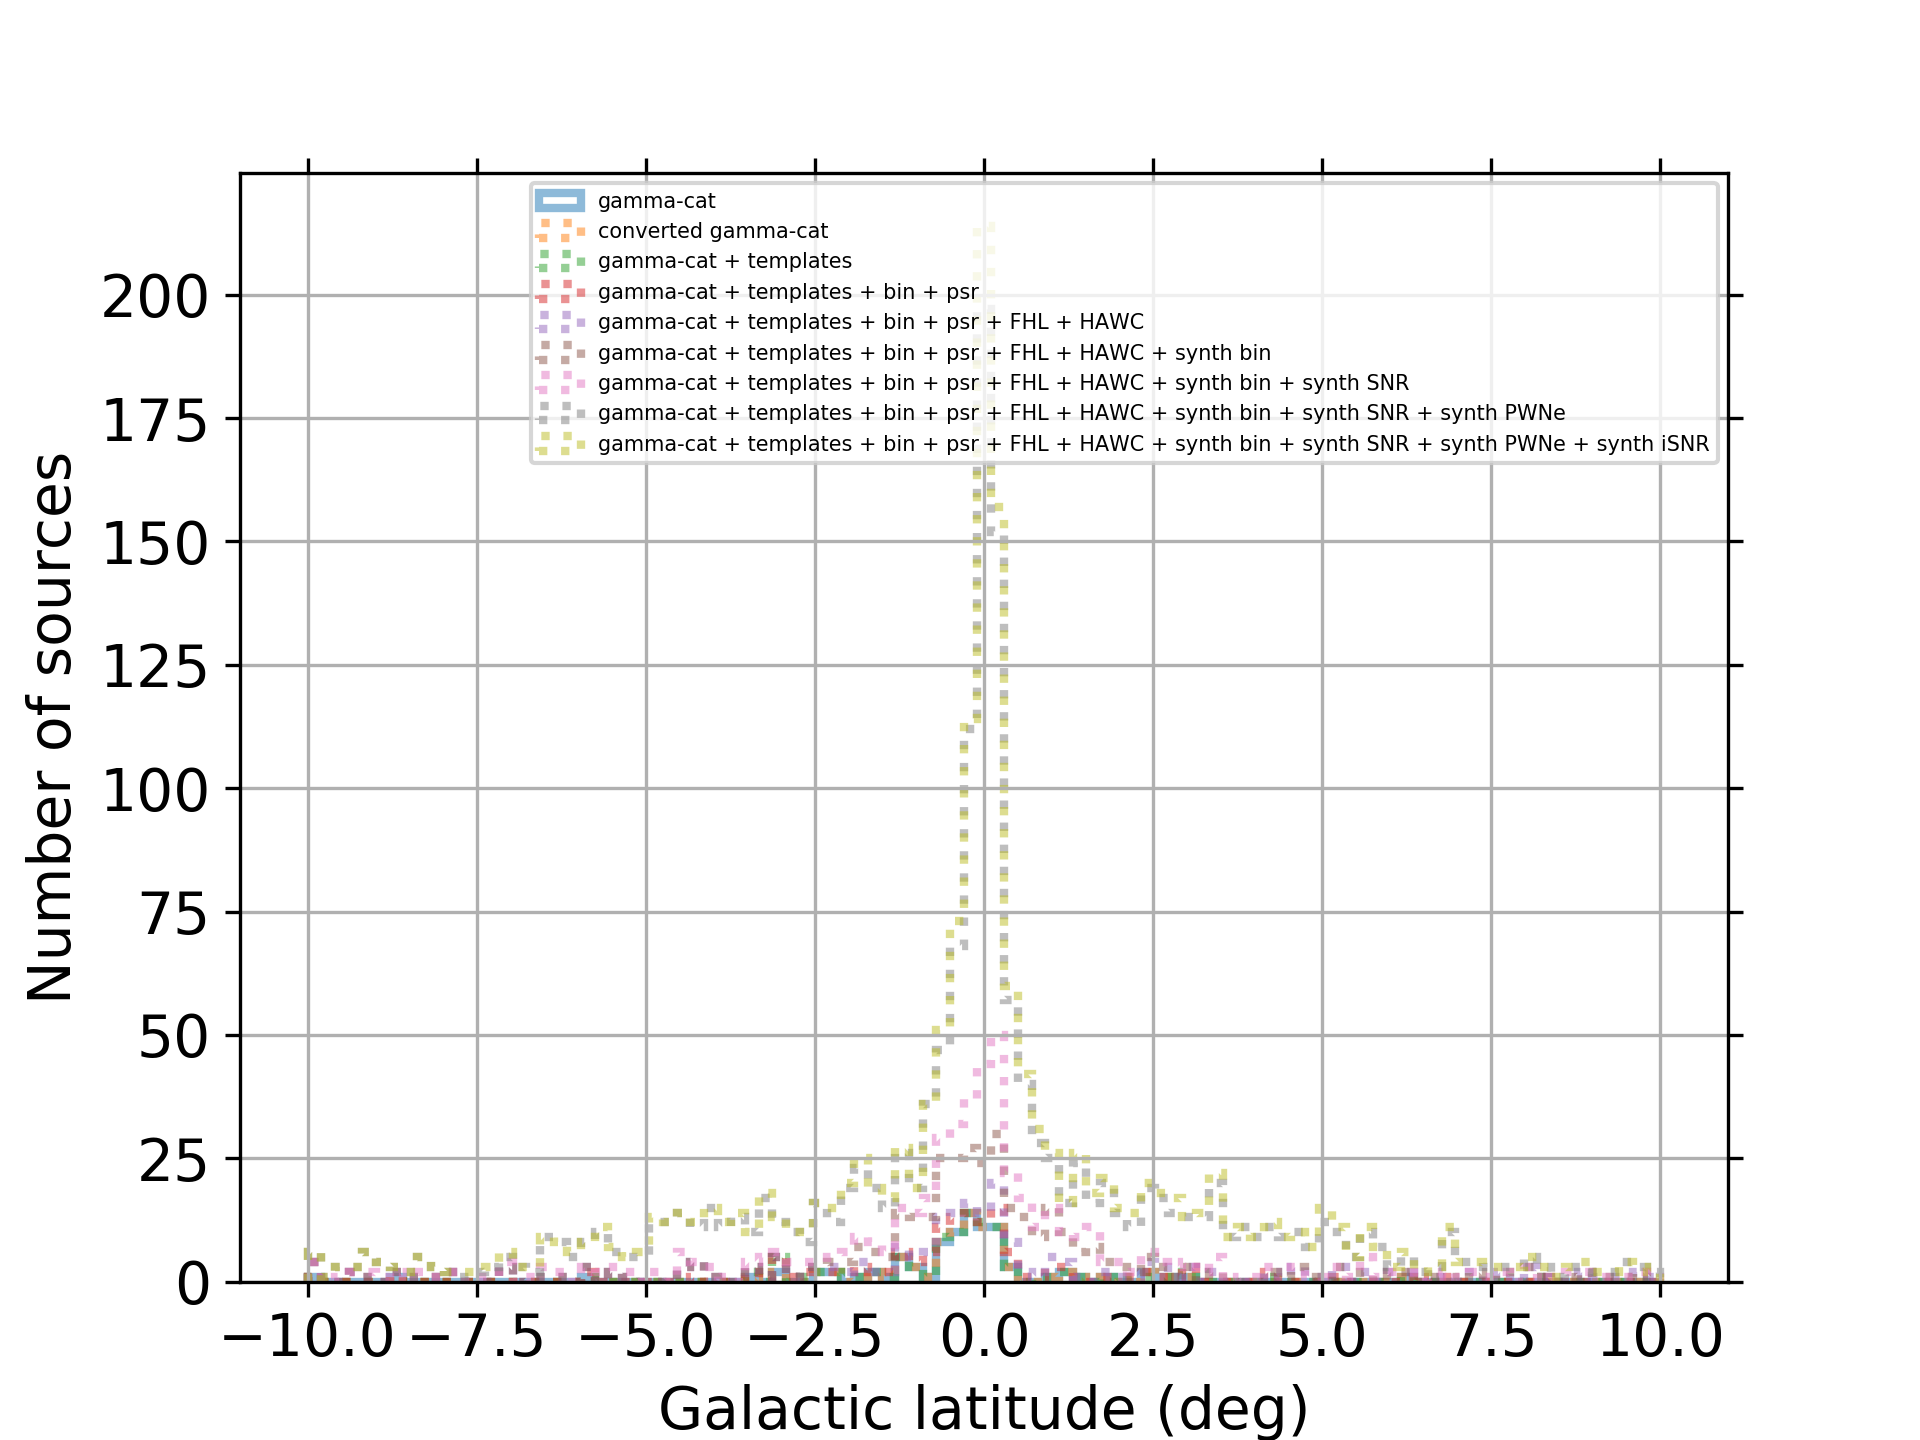 gamma-cat
converted gamma-cat
gamma-cat + templates
gamma-cat + templates + bin + psr
gamma-cat + templates + bin + psr + FHL + HAWC
gamma-cat + templates + bin + psr + FHL + HAWC + synth bin
gamma-cat + templates + bin + psr + FHL + HAWC + synth bin + synth SNR
gamma-cat + templates + bin + psr + FHL + HAWC + synth bin + synth SNR + synth PWNe
gamma-cat + templates + bin + psr + FHL + HAWC + synth bin + synth SNR + synth PWNe + synth iSNR
200
175
150
125
100
75
50
25
0
Number of sources
−10.0 −7.5 −5.0 −2.5 0.0 2.5 5.0 7.5 10.0
Galactic latitude (deg)